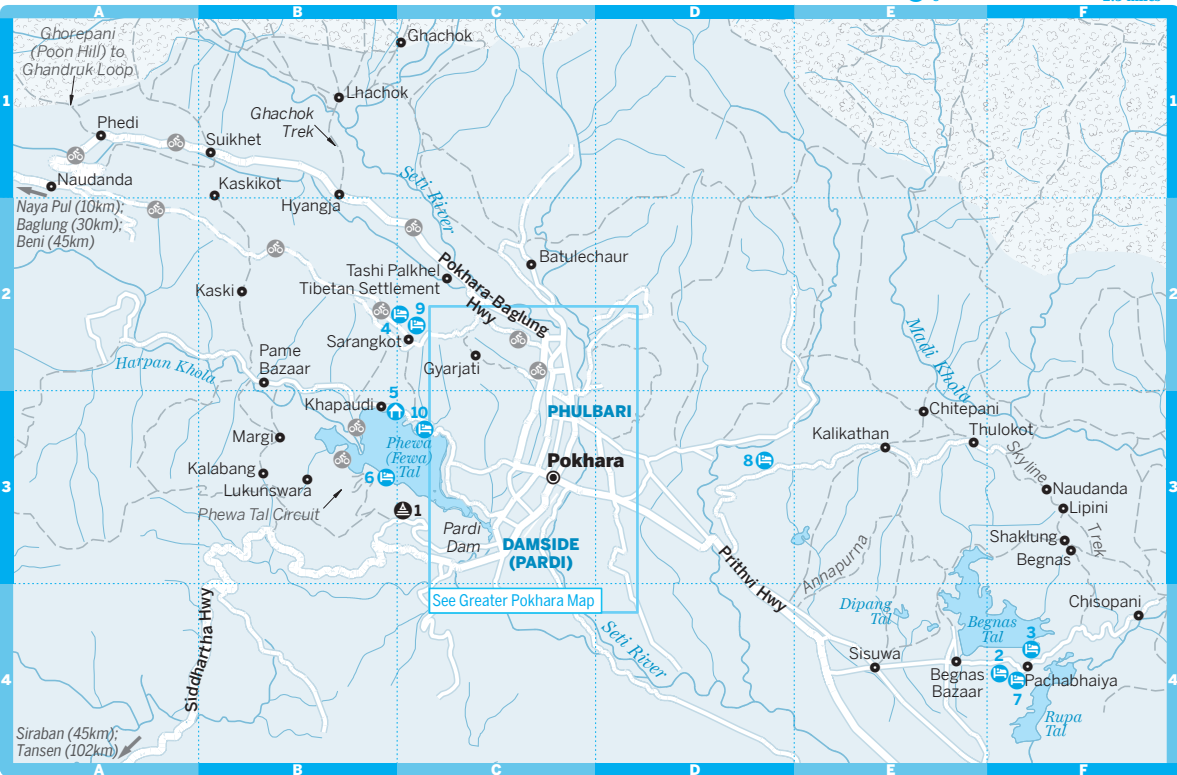 A
B
C
D
E
F
Ghorepani
(Poon Hill) to
Ghandruk Loop
Ghachok
1
1
Lhachok
Ghachok
Trek
Phedi
Suikhet
Seti River
Naudanda
Kaskikot
Hyangja
Naya Pul (10km);
Baglung (30km);
Beni (45km)
Batulechaur
Pokhara-Baglung
Hwy
Tashi Palkhel
Tibetan Settlement
2
2
Kaski
9
4
Sarangkot
Madi Khola
Harpan Khola
Pame
Bazaar
Gyarjati
5
Khapaudi
10
PHULBARI
Chitepani
Margi
Phewa
(Fewa)
Tal
Kalikathan
Thulokot
Pokhara
8
Skyline
Trek
Kalabang
6
3
3
Lukunswara
Naudanda
Phewa Tal Circuit
1
Lipini
Pardi
Dam
DAMSIDE
(PARDI)
Shaklung
Begnas
Prithvi Hwy
Annapurna
See Greater Pokhara Map
Dipang
Tal
Chisopani
Siddhartha Hwy
Seti River
Begnas
Tal
3
Sisuwa
2
4
4
Begnas
Bazaar
Pachabhaiya
7
Rupa
Tal
Siraban (45km);
Tansen (102km)
A
B
C
D
E
F